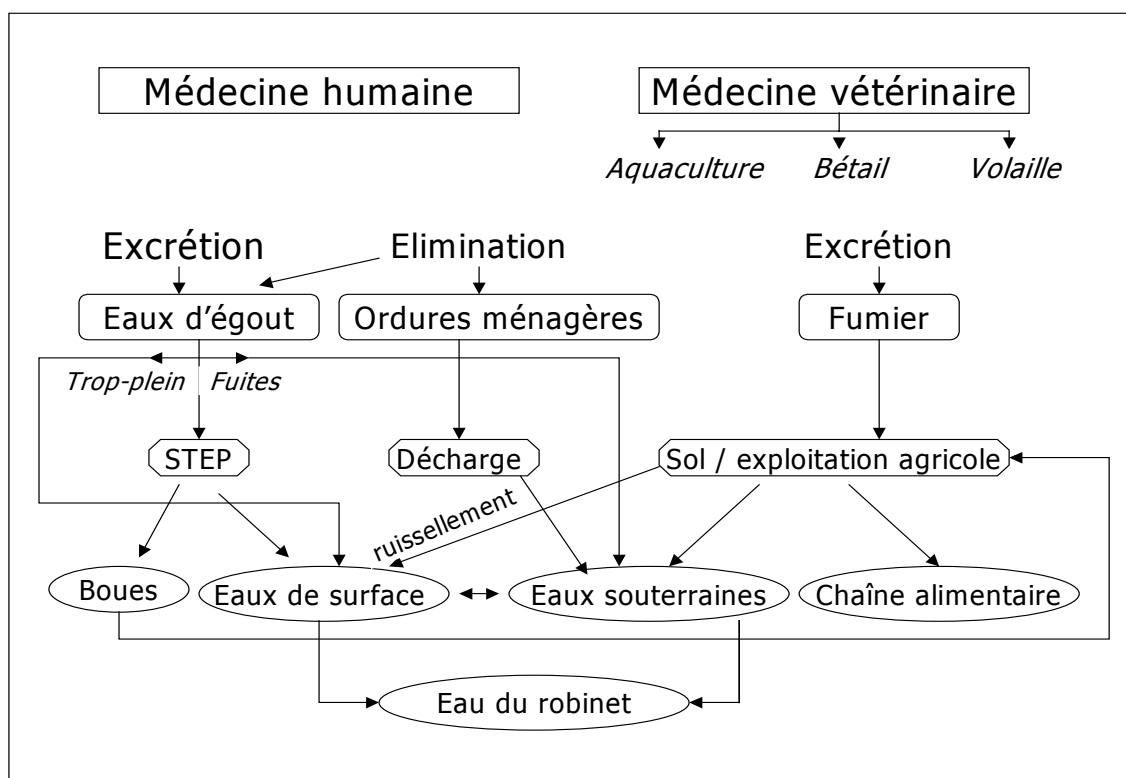 Médecine humaine
Médecine vétérinaire
Aquaculture
Bétail
Volaille
Excrétion
Elimination
Excrétion
Eaux d'égout
Ordures ménagères
Fumier
Trop-plein
Fuites
STEP
Décharge
Sol / exploitation agricole
ruissellement
Boues
Eaux de surface
Eaux souterraines
Chaîne alimentaire
Eau du robinet